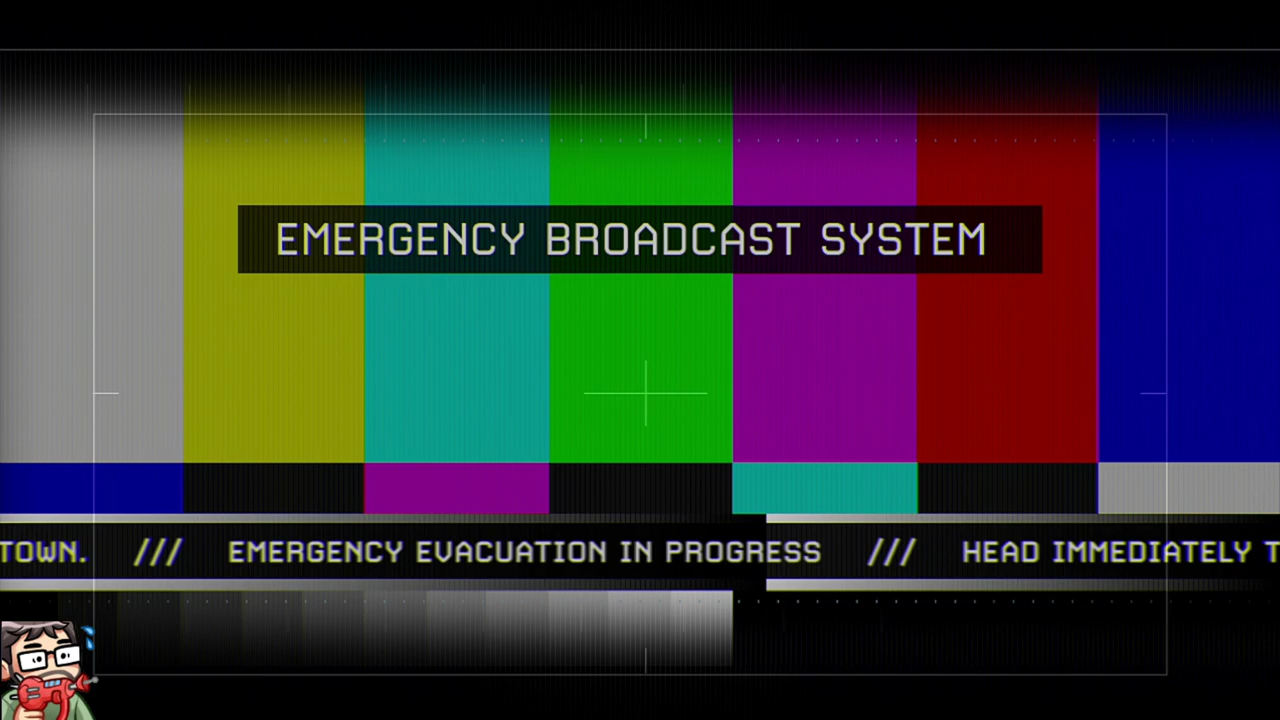 EMERGENCY BROADCAST SYSTEM
TOWN. /// EMERGENCY EVACUATION IN PROGRESS /// HEAD IMMEDIATELY T